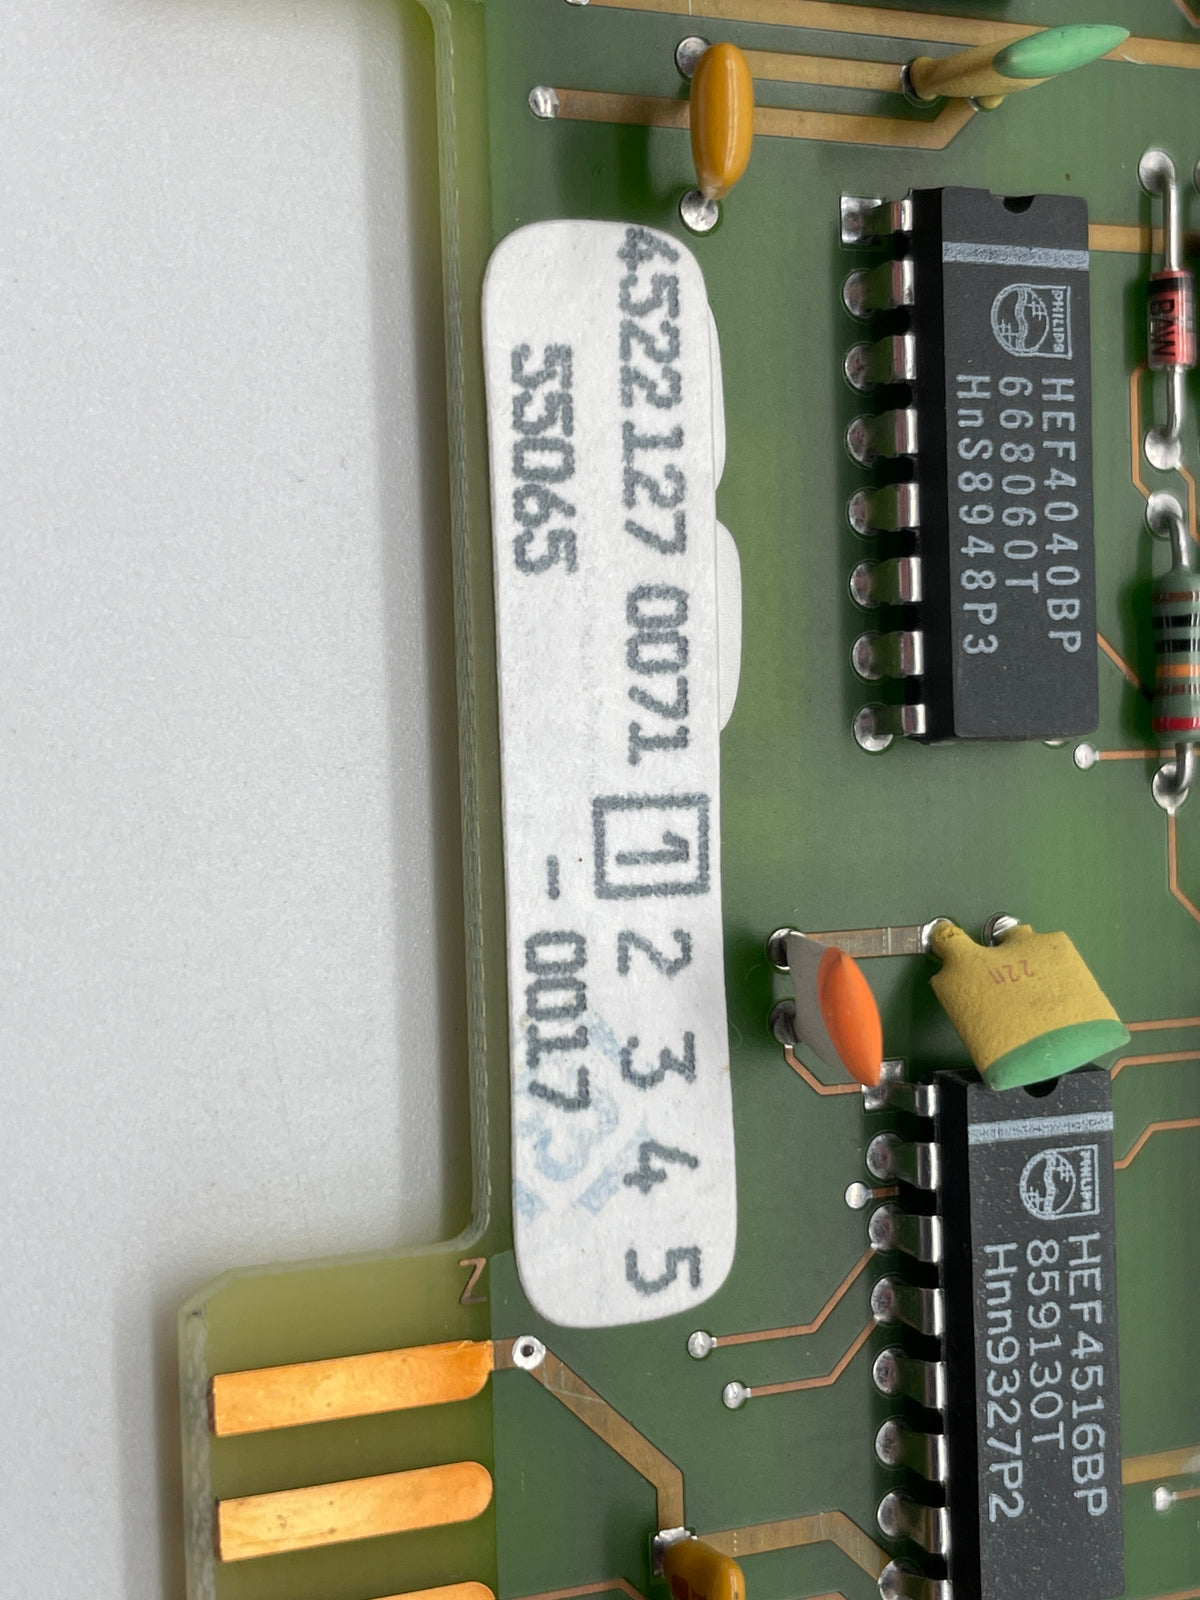 4522 127 0071 1 2 3 4 5
55065 - 0017
PHILIPS
HEF4040BP
668060T
HnS8948P3
BAW
22n
PHILIPS
HEF4516BP
859130T
Hnn9327P2
Z